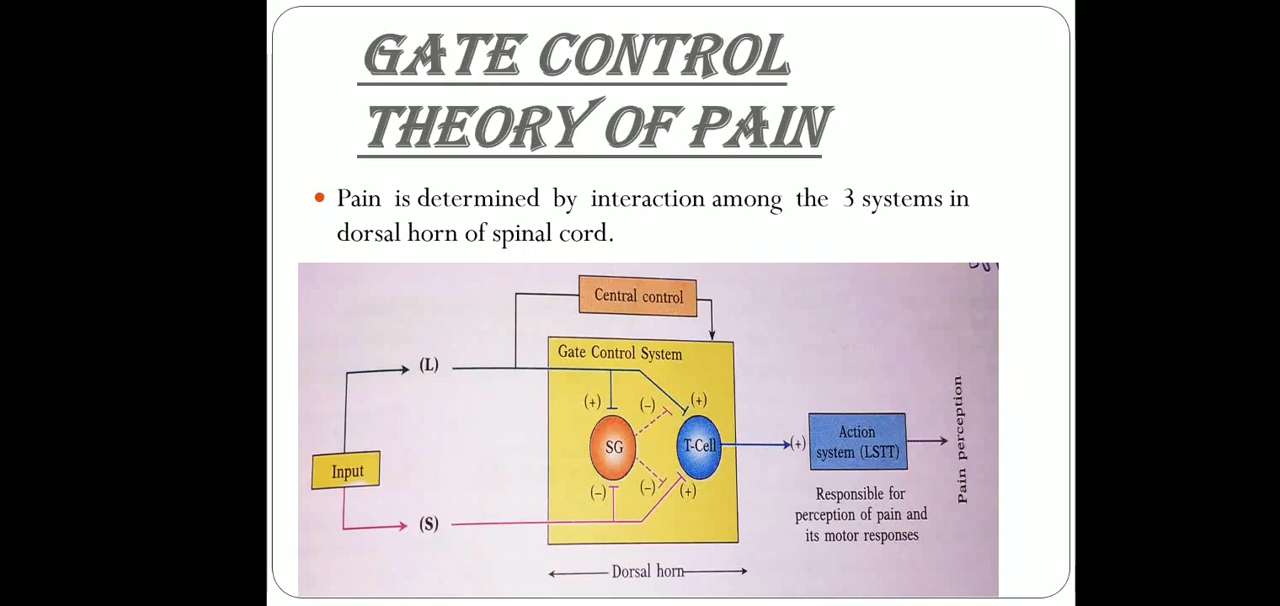 GATE CONTROL
THEORY OF PAIN
Pain is determined by interaction among the 3 systems in
dorsal horn of spinal cord.
Central control
Gate Control System
(L)
(+)
(–)
(+)
SG
T-Cell
(+)
Action
system (LSTT)
Pain perception
Input
(–)
(–)
(+)
Responsible for
perception of pain and
its motor responses
(S)
Dorsal horn